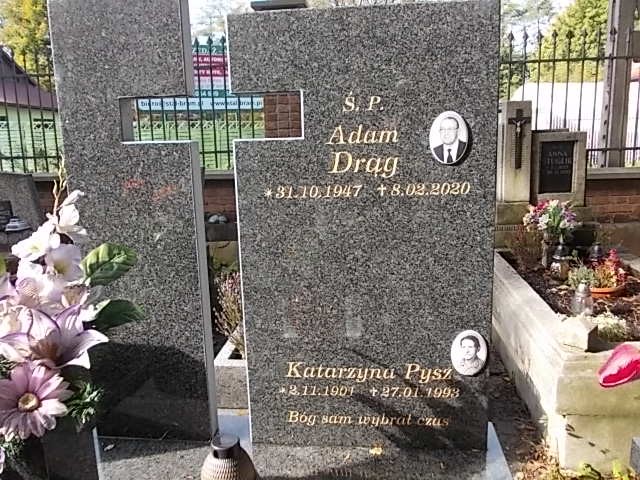 Ś. P.
Adam
Drąg
*31.10.1947 +8.02.2020
Katarzyna Pysz
*2.11.1901 +27.01.1993
Bóg sam wybrał czas
ANNA